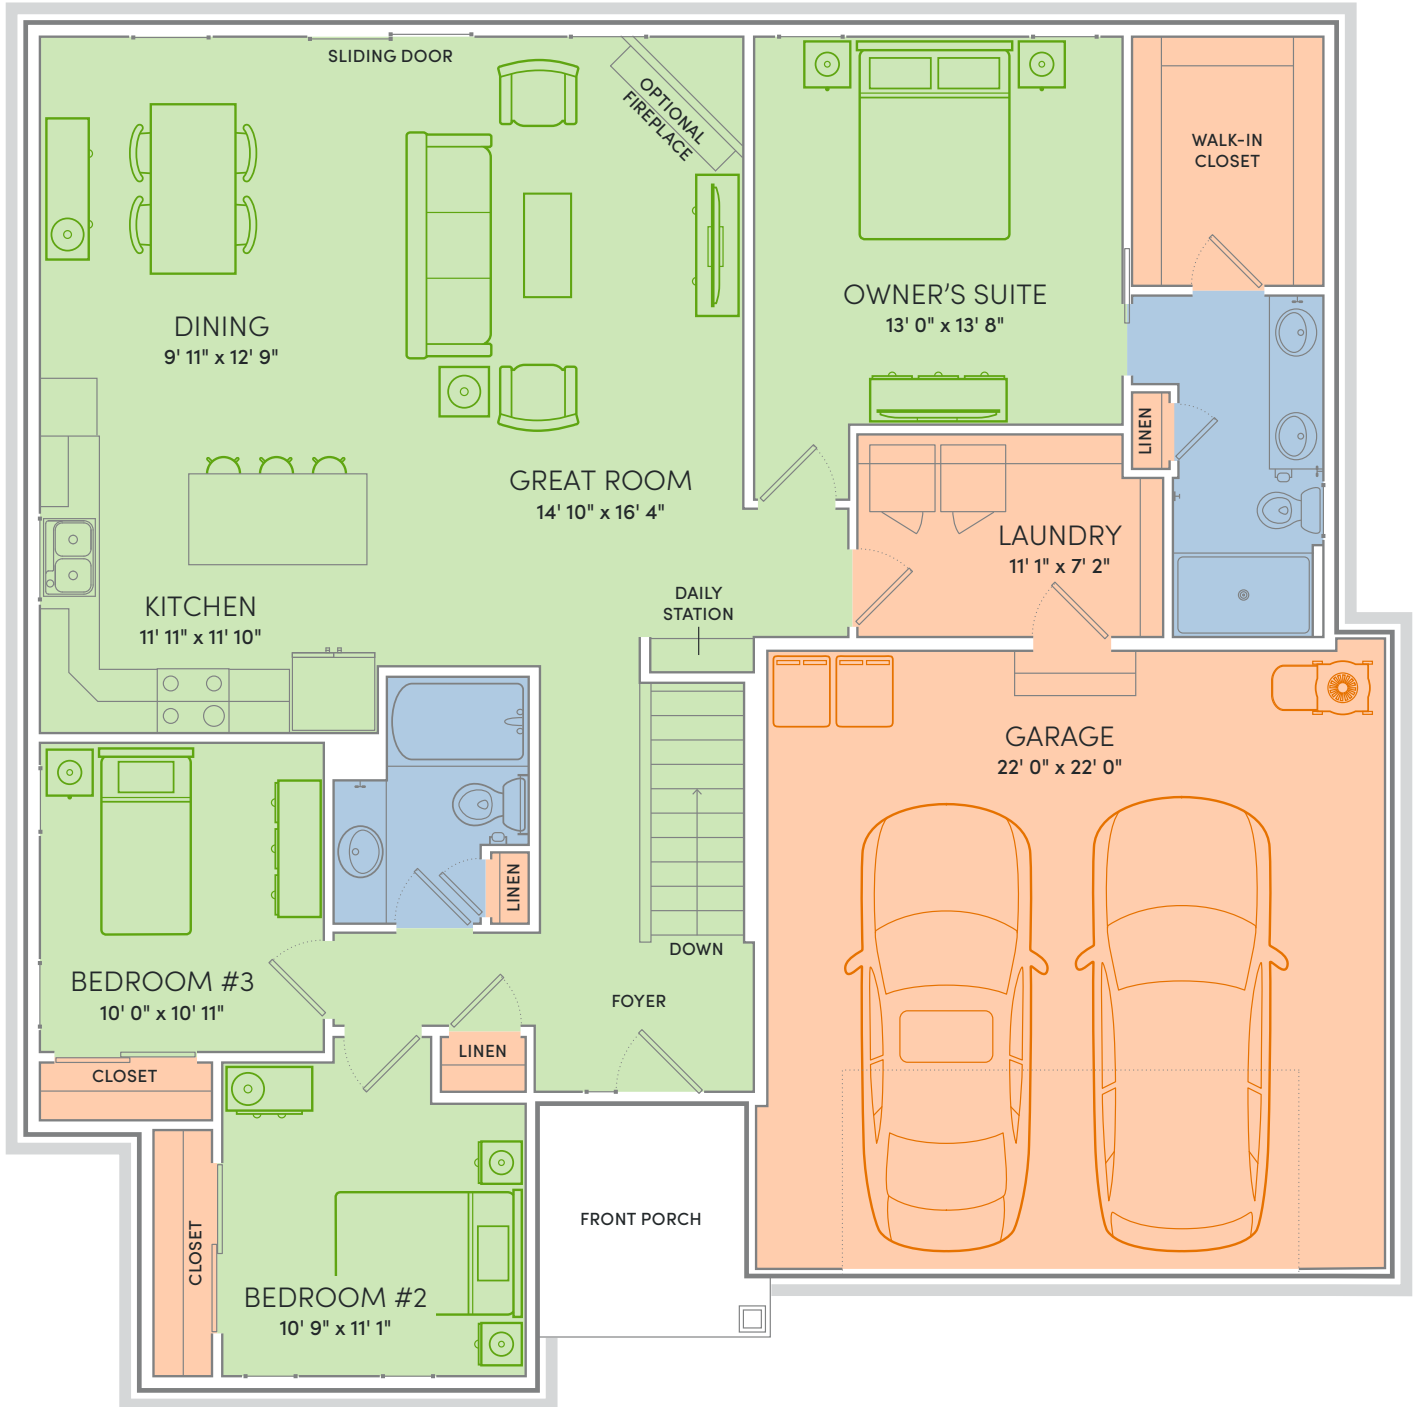 SLIDING DOOR
OPTIONAL
FIREPLACE
WALK-IN
CLOSET
OWNER'S SUITE
13' 0" x 13' 8"
DINING
9' 11" x 12' 9"
LINEN
GREAT ROOM
14' 10" x 16' 4"
LAUNDRY
11' 1" x 7' 2"
KITCHEN
11' 11" x 11' 10"
DAILY
STATION
GARAGE
22' 0" x 22' 0"
LINEN
DOWN
BEDROOM #3
10' 0" x 10' 11"
FOYER
LINEN
CLOSET
CLOSET
FRONT PORCH
BEDROOM #2
10' 9" x 11' 1"